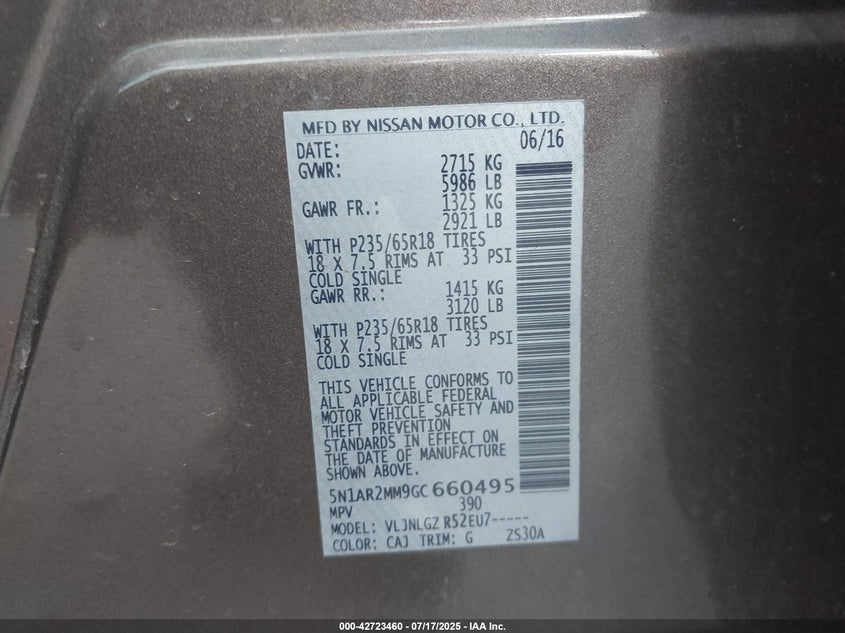 MFD BY NISSAN MOTOR CO., LTD.
DATE: 06/16
GVWR: 2715 KG
5986 LB
GAWR FR.: 1325 KG
2921 LB
WITH P235/65R18 TIRES
18 X 7.5 RIMS AT 33 PSI
COLD SINGLE
GAWR RR.: 1415 KG
3120 LB
WITH P235/65R18 TIRES
18 X 7.5 RIMS AT 33 PSI
COLD SINGLE
THIS VEHICLE CONFORMS TO
ALL APPLICABLE FEDERAL
MOTOR VEHICLE SAFETY AND
THEFT PREVENTION
STANDARDS IN EFFECT ON
THE DATE OF MANUFACTURE
SHOWN ABOVE.
5N1AR2MM9GC660495
MPV 390
MODEL: VLJNLGZ R52EU7-----
COLOR: CAJ TRIM: G ZS30A
000-42723460 - 07/17/2025 - IAA Inc.